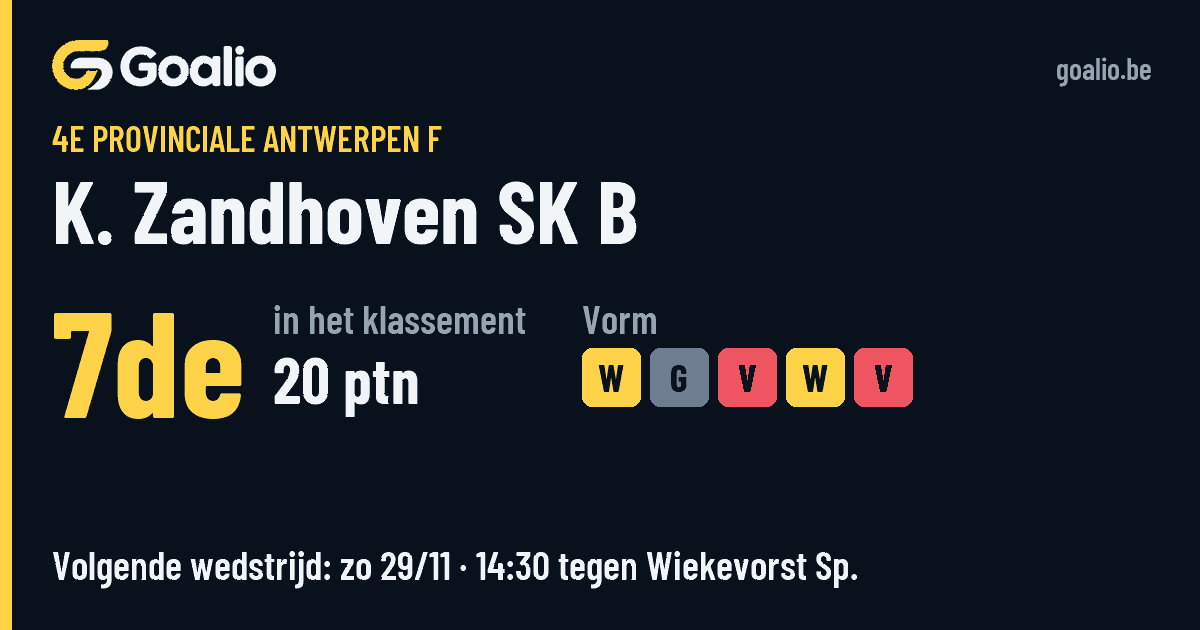 Goalio
goalio.be
4E PROVINCIALE ANTWERPEN F
K. Zandhoven SK B
7de
in het klassement
20 ptn
Vorm
W G V W V
Volgende wedstrijd: zo 29/11 · 14:30 tegen Wiekevorst Sp.